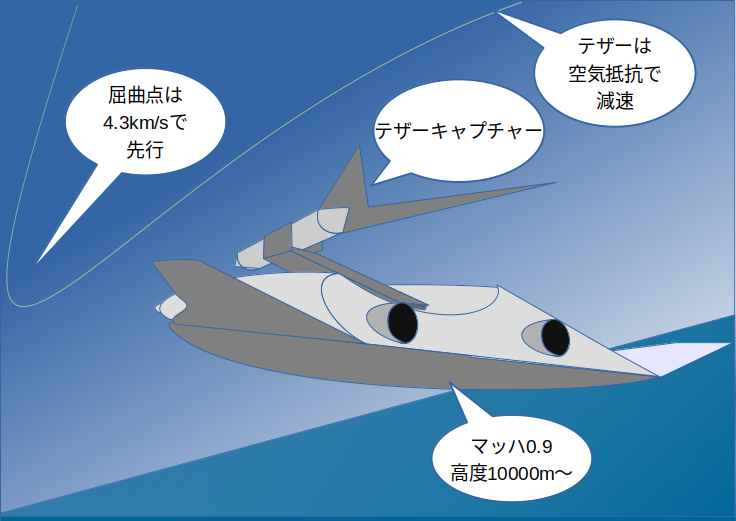 テザーは
空気抵抗で
減速
屈曲点は
4.3km/sで
先行
テザーキャプチャー
マッハ0.9
高度10000m～